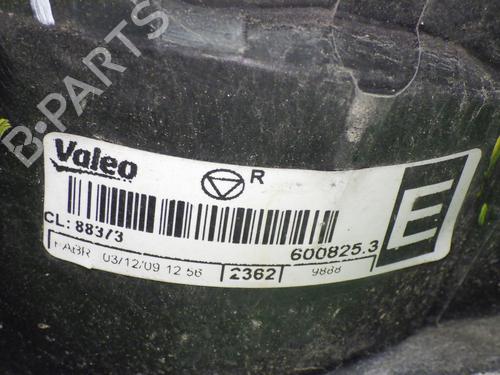 B-PARTS
Valeo
R
E
CL: 883/3
600825.3
FABR 03/12/09 12 56
2362
9888